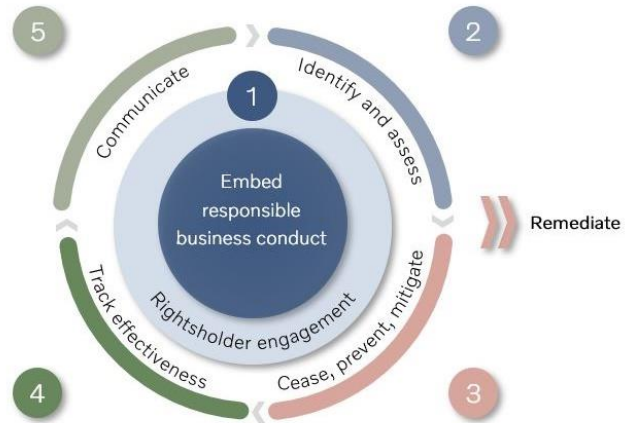 5
2
Communicate
Identify and assess
1
Embed
responsible
business conduct
Remediate
Rightsholder engagement
Track effectiveness
Cease, prevent, mitigate
4
3